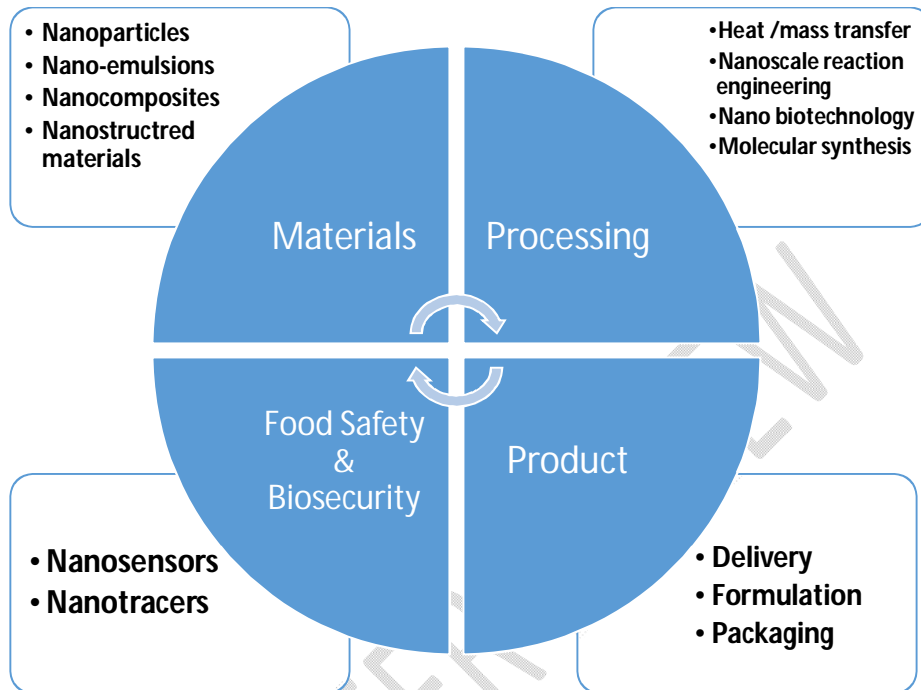 • Nanoparticles
• Nano-emulsions
• Nanocomposites
• Nanostructred
materials
•Heat /mass transfer
•Nanoscale reaction
engineering
•Nano biotechnology
•Molecular synthesis
Materials
Processing
Food Safety
&
Biosecurity
Product
• Nanosensors
• Nanotracers
• Delivery
• Formulation
• Packaging